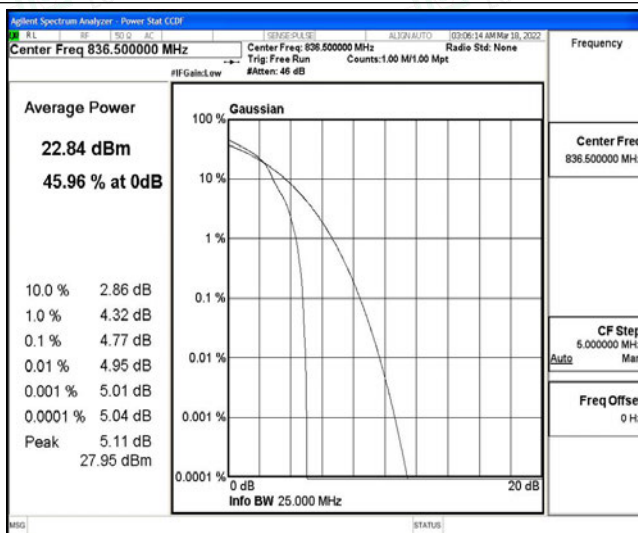 Agilent Spectrum Analyzer - Power Stat CCDF
RL RF 50 Ω AC SENSE:PULSE ALIGN AUTO 03:06:14 AM Mar 18, 2022
Center Freq 836.500000 MHz
Center Freq: 836.500000 MHz Radio Std: None
Trig: Free Run Counts:1.00 M/1.00 Mpt
#IFGain:Low #Atten: 46 dB
Frequency
Average Power
22.84 dBm
45.96 % at 0dB
10.0 % 2.86 dB
1.0 % 4.32 dB
0.1 % 4.77 dB
0.01 % 4.95 dB
0.001 % 5.01 dB
0.0001 % 5.04 dB
Peak 5.11 dB
27.95 dBm
Gaussian
100 %
10 %
1 %
0.1 %
0.01 %
0.001 %
0.0001 %
0 dB 20 dB
Info BW 25.000 MHz
Center Freq
836.500000 MHz
CF Step
5.000000 MHz
Auto Man
Freq Offset
0 Hz
MSG STATUS